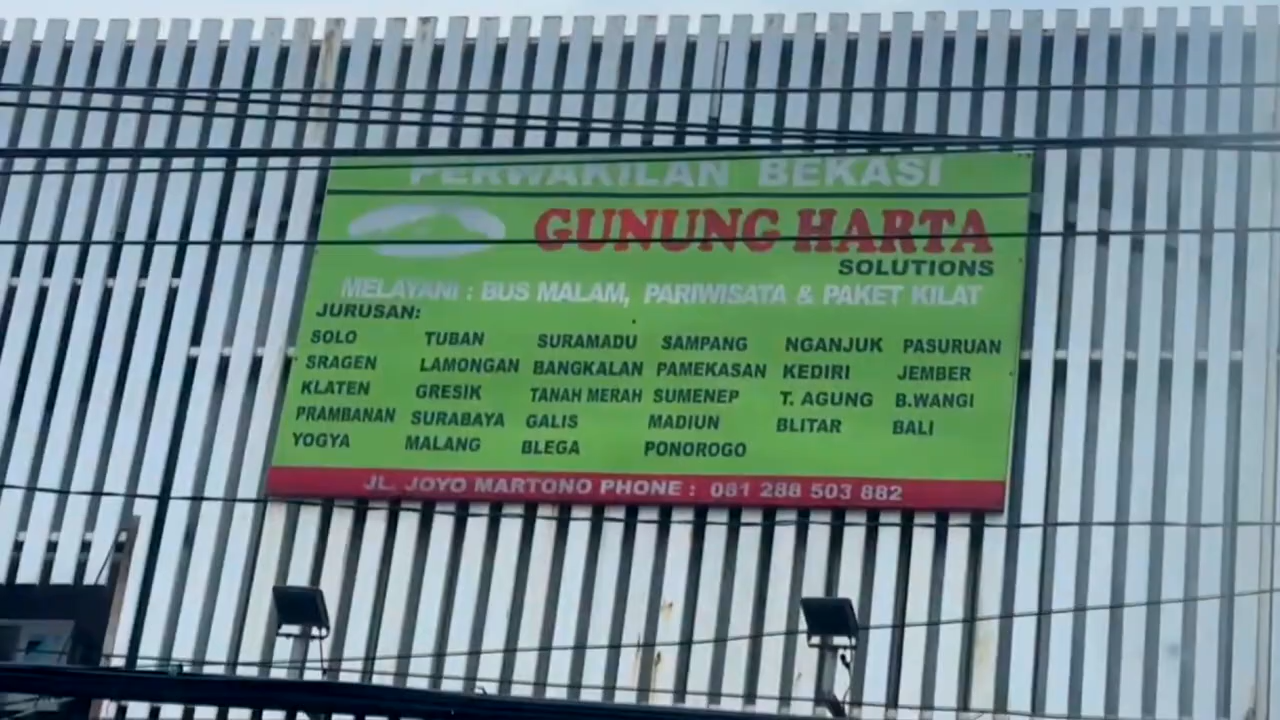 PERWAKILAN BEKASI
GUNUNG HARTA
SOLUTIONS
MELAYANI : BUS MALAM, PARIWISATA & PAKET KILAT
JURUSAN:
SOLO TUBAN SURAMADU SAMPANG NGANJUK PASURUAN
SRAGEN LAMONGAN BANGKALAN PAMEKASAN KEDIRI JEMBER
KLATEN GRESIK TANAH MERAH SUMENEP T. AGUNG B.WANGI
PRAMBANAN SURABAYA GALIS MADIUN BLITAR BALI
YOGYA MALANG BLEGA PONOROGO
JL. JOYO MARTONO PHONE : 081 288 503 882